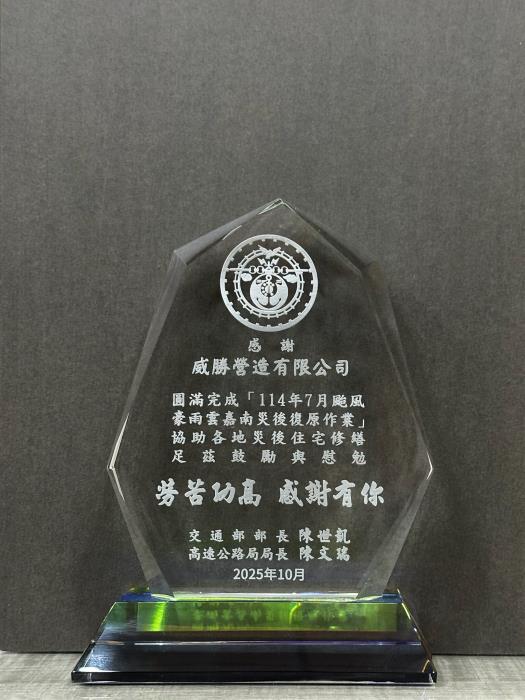 感謝
威勝營造有限公司
圓滿完成「114年7月颱風
豪雨雲嘉南災後復原作業」
協助各地災後住宅修繕
足茲鼓勵與慰勉
勞苦功高 感謝有你
交通部部長 陳世凱
高速公路局局長 陳文瑞
2025年10月